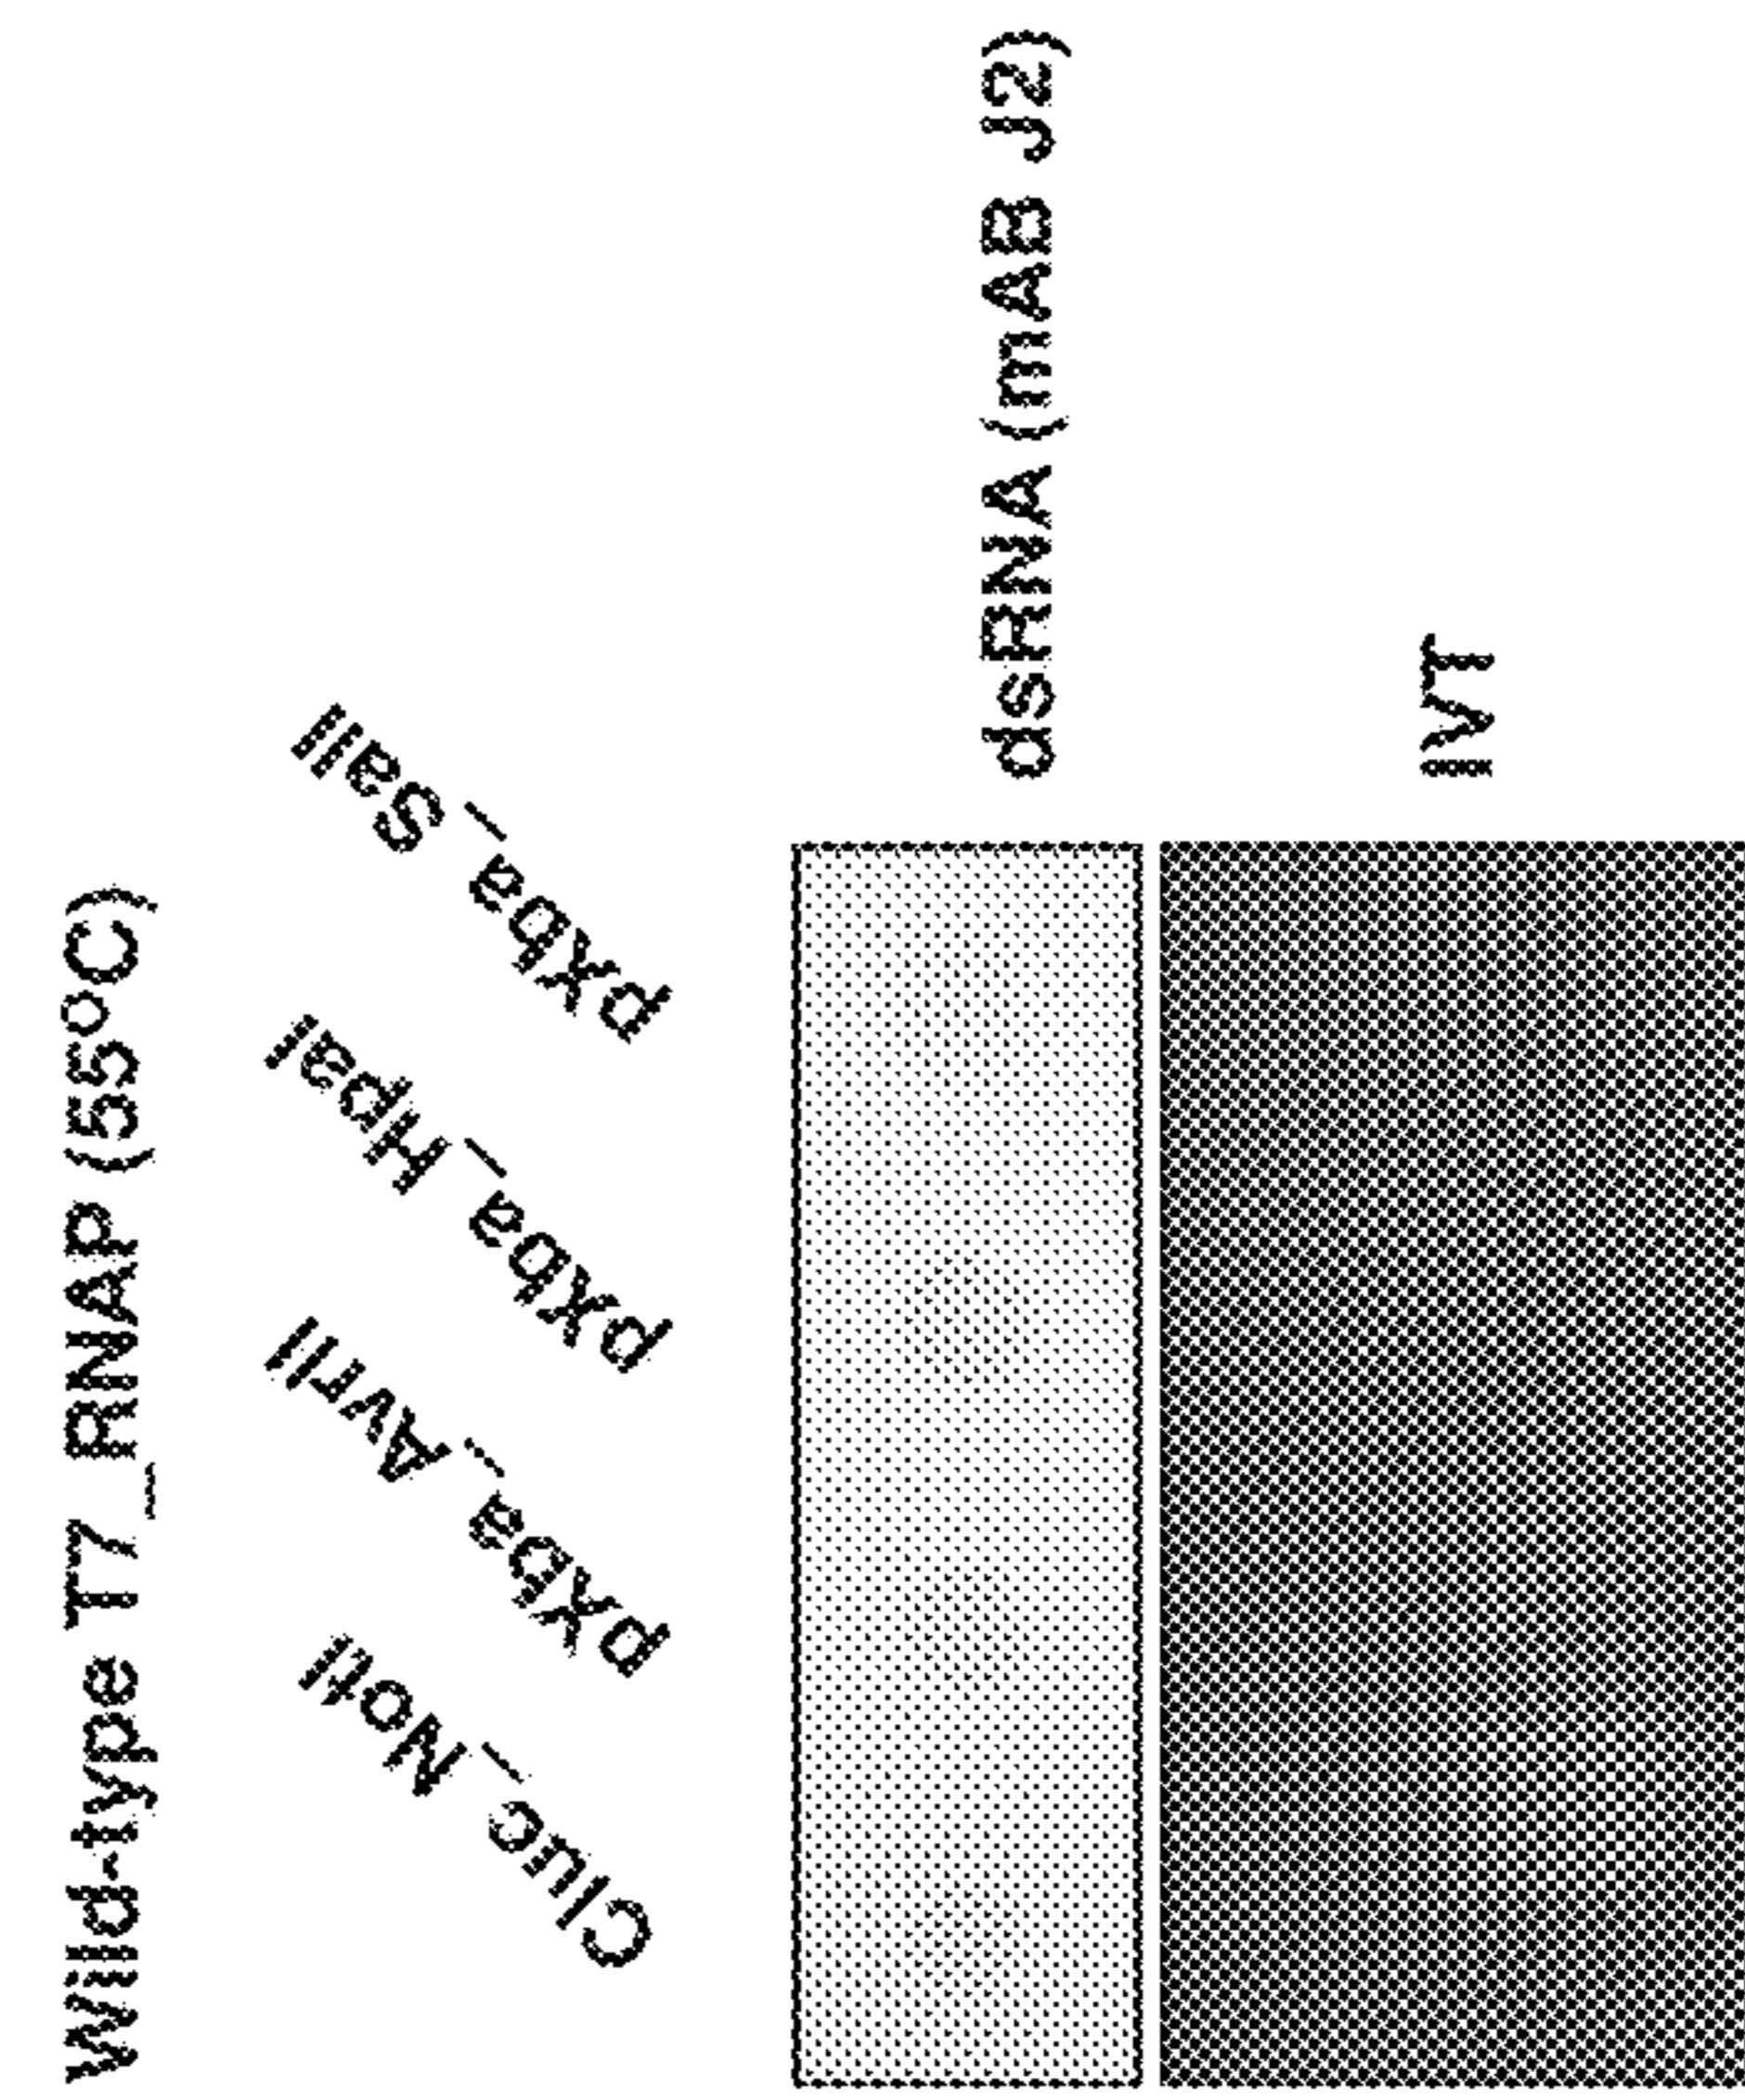 Wild-type T7_RNAP (55°C)
Cluc_NotI
pXba_AvrII
pXba_HpaI
pXba_SalI
dsRNA (mAB J2)
IVT